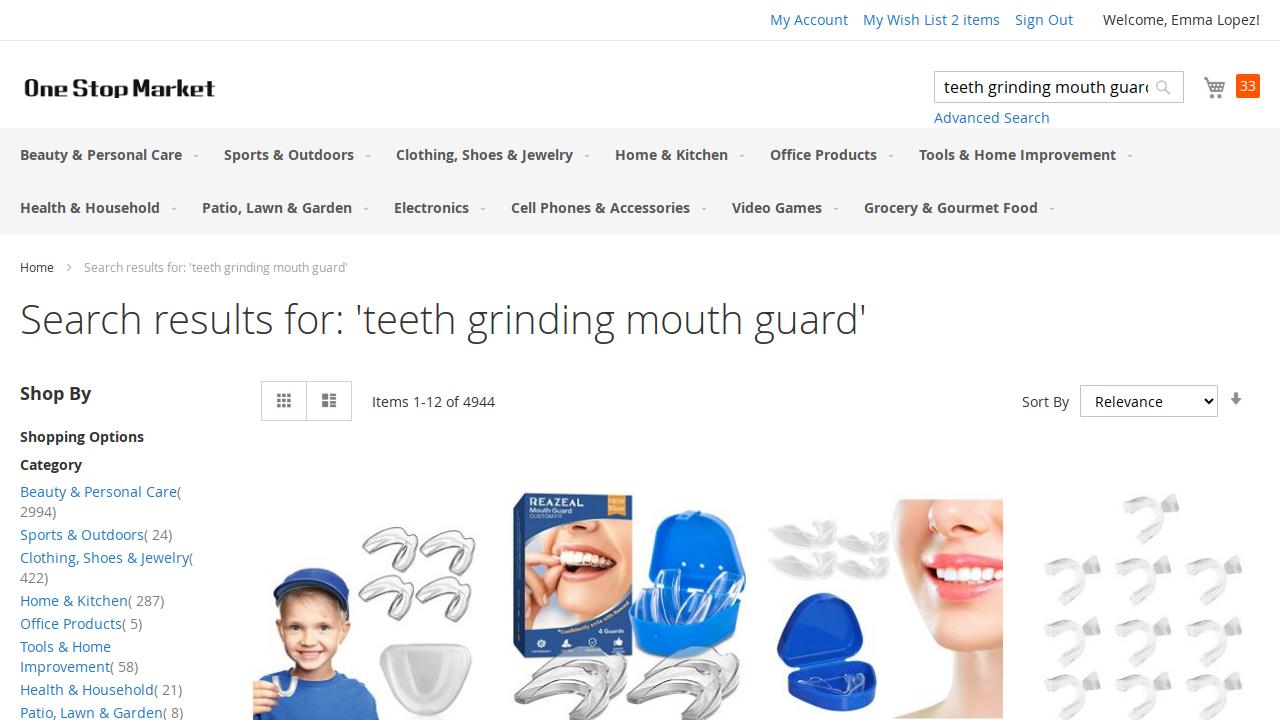 My Account My Wish List 2 items Sign Out Welcome, Emma Lopez!
One Stop Market
teeth grinding mouth guard
33
Advanced Search
Beauty & Personal Care Sports & Outdoors Clothing, Shoes & Jewelry Home & Kitchen Office Products Tools & Home Improvement
Health & Household Patio, Lawn & Garden Electronics Cell Phones & Accessories Video Games Grocery & Gourmet Food
Home Search results for: 'teeth grinding mouth guard'
Search results for: 'teeth grinding mouth guard'
Shop By
Items 1-12 of 4944
Sort By Relevance
Shopping Options
Category
Beauty & Personal Care( 
2994)
Sports & Outdoors( 24)
Clothing, Shoes & Jewelry( 
422)
Home & Kitchen( 287)
Office Products( 5)
Tools & Home
Improvement( 58)
Health & Household( 21)
Patio, Lawn & Garden( 8)
REAZEAL
Mouth Guard
CUSTOM FIT
NEW
4 Guards